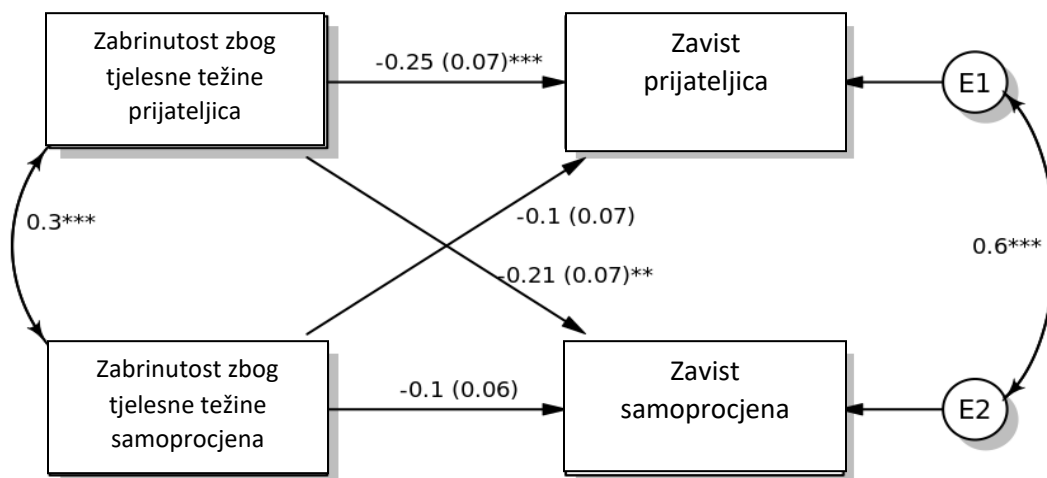 Zabrinutost zbog
tjelesne težine
prijateljica
-0.25 (0.07)***
Zavist
prijateljica
E1
0.3***
-0.1 (0.07)
-0.21 (0.07)**
0.6***
Zabrinutost zbog
tjelesne težine
samoprocjena
-0.1 (0.06)
Zavist
samoprocjena
E2